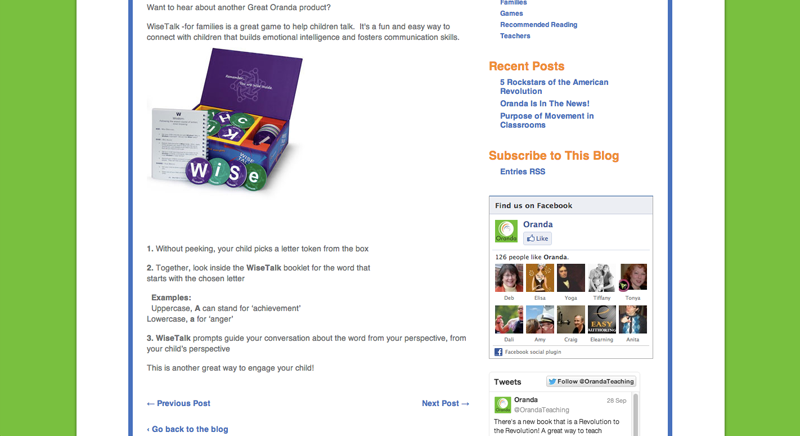 Want to hear about another Great Oranda product?
WiseTalk -for families is a great game to help children talk.  It's a fun and easy way to
connect with children that builds emotional intelligence and fosters communication skills.
WiSe
1. Without peeking, your child picks a letter token from the box
2. Together, look inside the WiseTalk booklet for the word that
starts with the chosen letter
Examples:
Uppercase, A can stand for 'achievement'
Lowercase, a for 'anger'
3. WiseTalk prompts guide your conversation about the word from your perspective, from
your child's perspective
This is another great way to engage your child!
← Previous Post
Next Post →
‹ Go back to the blog
Families
Games
Recommended Reading
Teachers
Recent Posts
5 Rockstars of the American
Revolution
Oranda Is In The News!
Purpose of Movement in
Classrooms
Subscribe to This Blog
Entries RSS
Find us on Facebook
Oranda
Oranda
Like
126 people like Oranda.
Deb
Elisa
Yoga
Tiffany
Tonya
EASY
AUTHORING
Dali
Amy
Craig
Elearning
Anita
Facebook social plugin
Tweets
Follow @OrandaTeaching
Oranda
28 Sep
@OrandaTeaching
There's a new book that is a Revolution to
the Revolution! A great way to teach